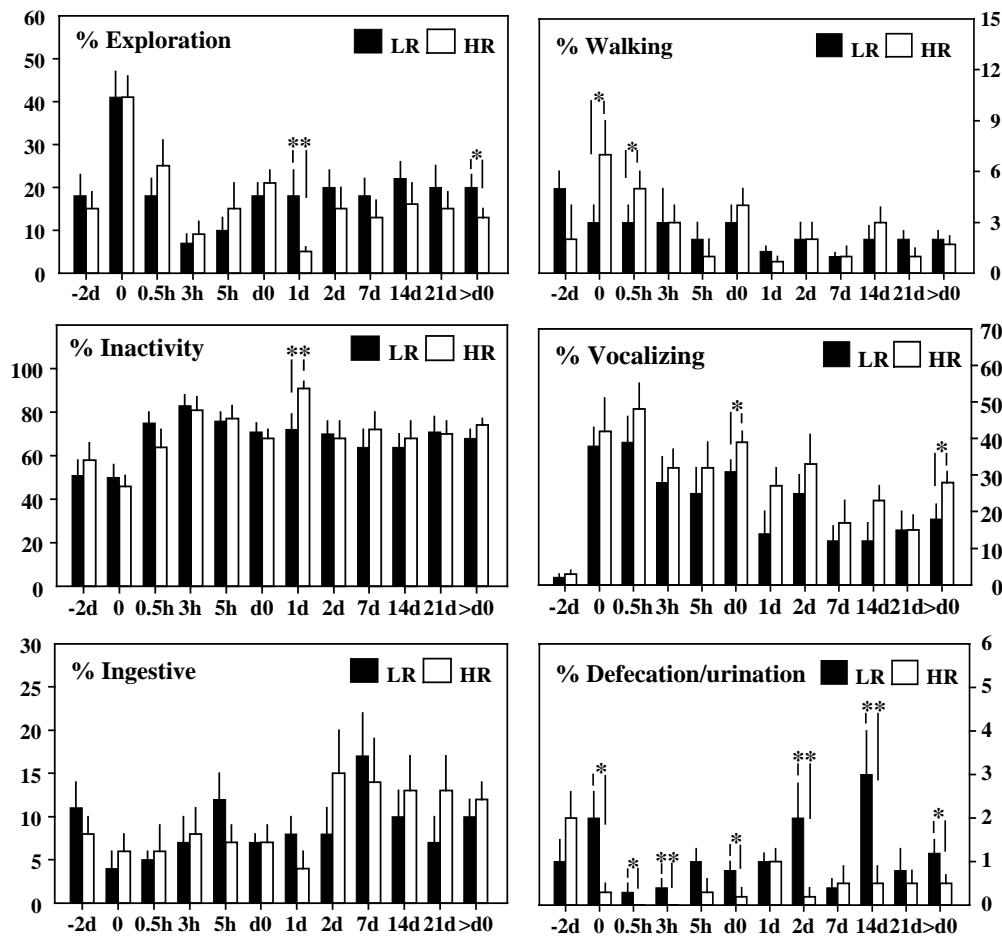 % Exploration
LR HR
60
50
40
30
20
10
0
** *
-2d 0 0.5h 3h 5h d0 1d 2d 7d 14d 21d >d0
% Walking
LR HR
15
12
9
6
3
0
* *
-2d 0 0.5h 3h 5h d0 1d 2d 7d 14d 21d >d0
% Inactivity
LR HR
100
80
60
40
20
0
**
-2d 0 0.5h 3h 5h d0 1d 2d 7d 14d 21d >d0
% Vocalizing
LR HR
70
60
50
40
30
20
10
0
* *
-2d 0 0.5h 3h 5h d0 1d 2d 7d 14d 21d >d0
% Ingestive
LR HR
30
25
20
15
10
5
0
-2d 0 0.5h 3h 5h d0 1d 2d 7d 14d 21d >d0
% Defecation/urination
LR HR
6
5
4
3
2
1
0
* * ** * ** ** *
-2d 0 0.5h 3h 5h d0 1d 2d 7d 14d 21d >d0